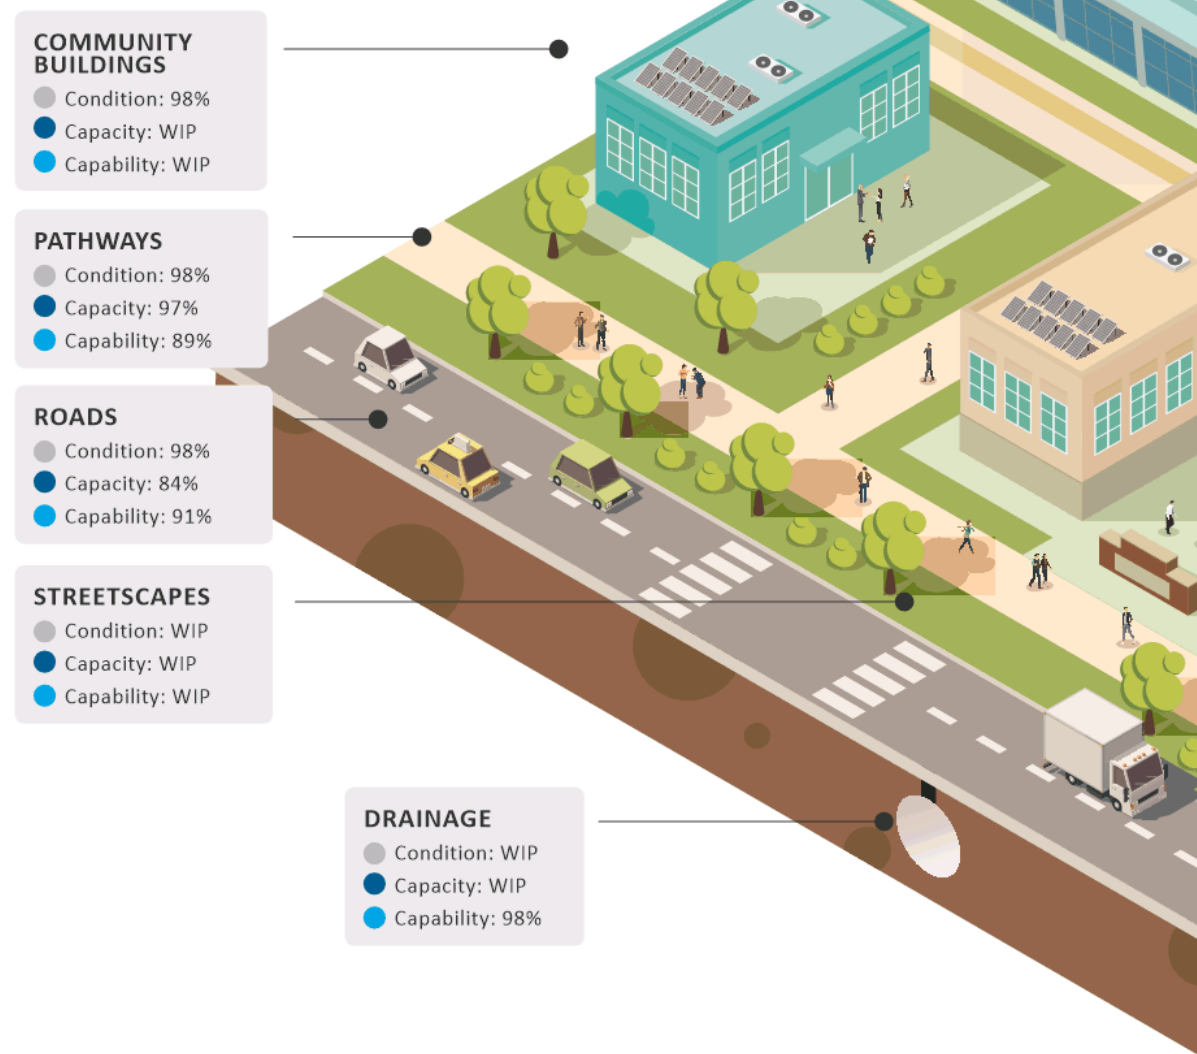 COMMUNITY
BUILDINGS
Condition: 98%
Capacity: WIP
Capability: WIP
PATHWAYS
Condition: 98%
Capacity: 97%
Capability: 89%
ROADS
Condition: 98%
Capacity: 84%
Capability: 91%
STREETSCAPES
Condition: WIP
Capacity: WIP
Capability: WIP
DRAINAGE
Condition: WIP
Capacity: WIP
Capability: 98%